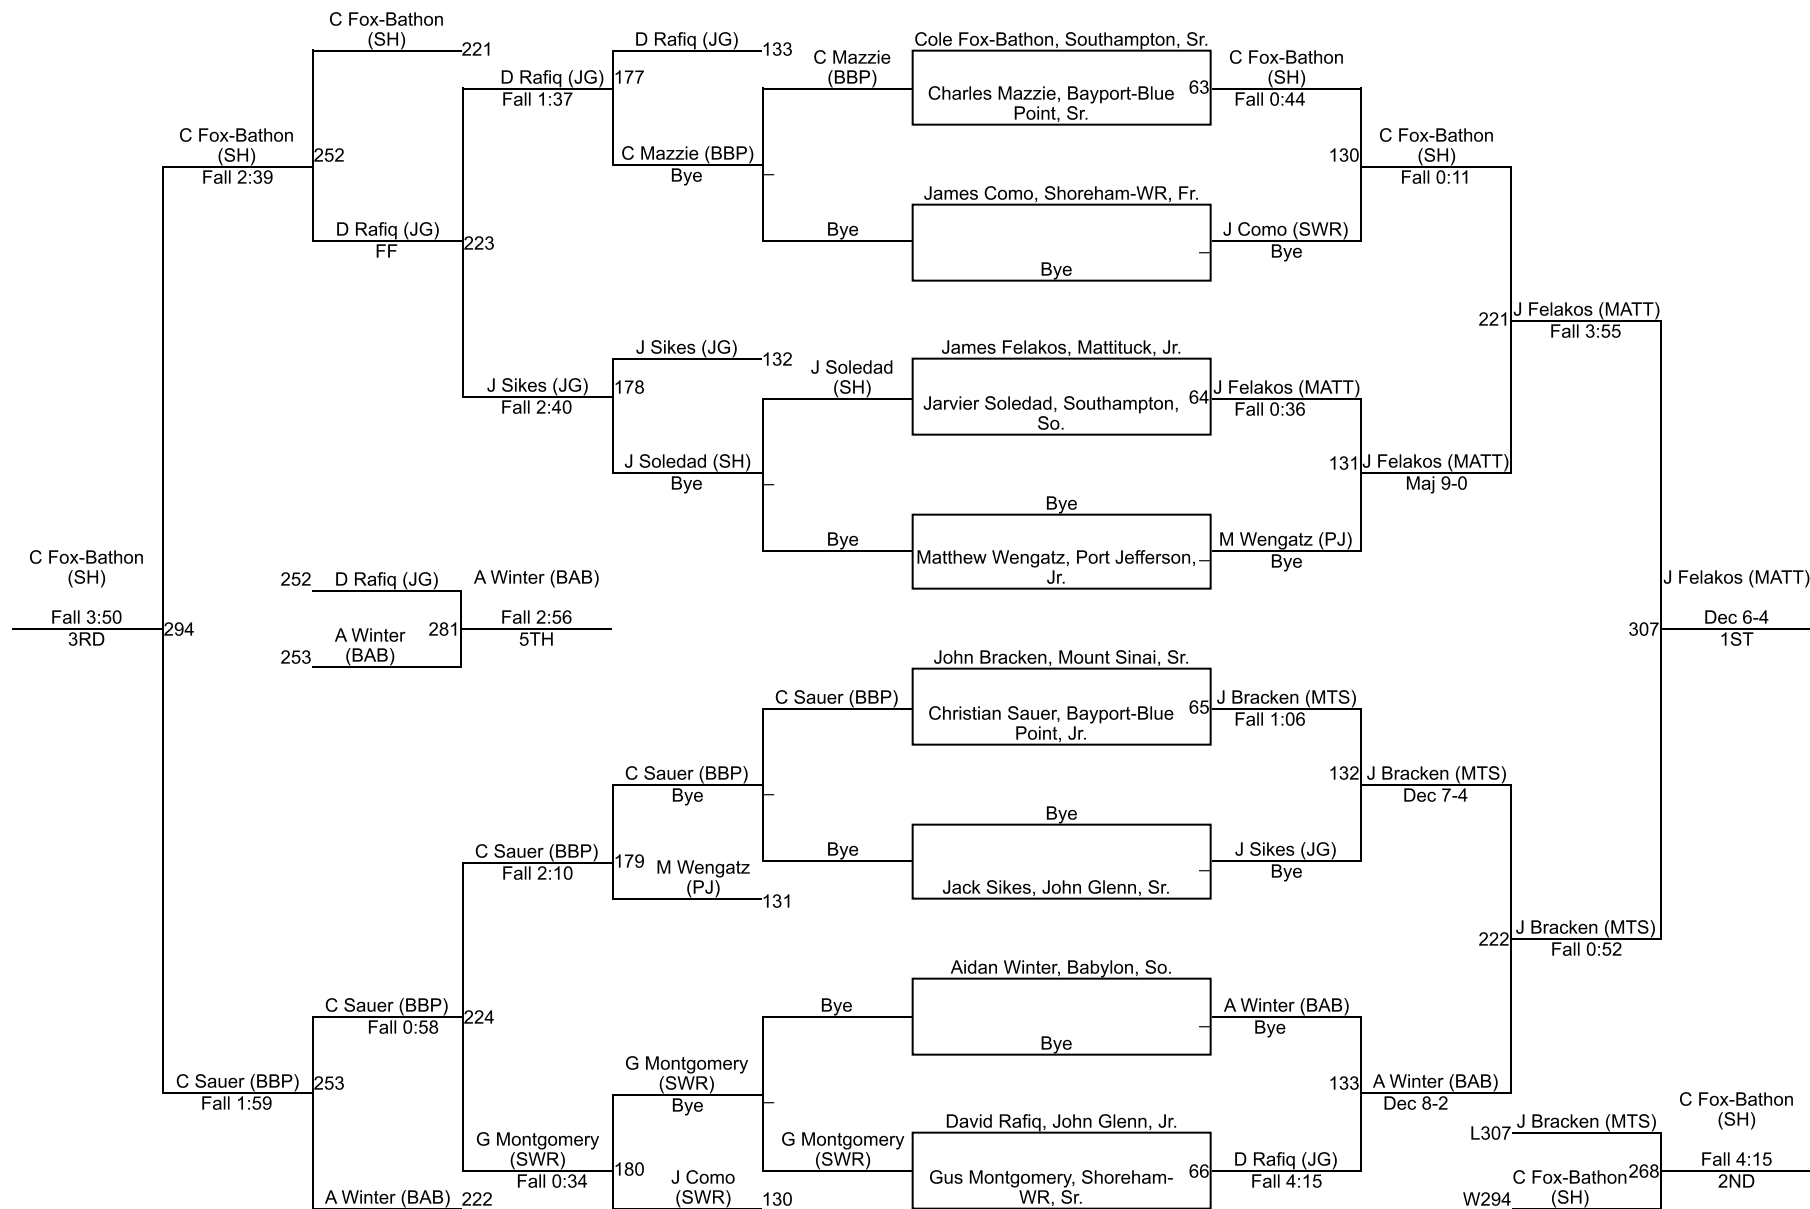 C Fox-Bathon
(SH)
221
D Rafiq (JG)
133
C Mazzie
(BBP)
Cole Fox-Bathon, Southampton, Sr.
C Fox-Bathon
(SH)
Fall 0:44
D Rafiq (JG)
177
Fall 1:37
Charles Mazzie, Bayport-Blue
Point, Sr.
63
C Fox-Bathon
(SH)
Fall 2:39
252
C Mazzie (BBP)
Bye
130
C Fox-Bathon
(SH)
Fall 0:11
James Como, Shoreham-WR, Fr.
D Rafiq (JG)
FF
223
Bye
Bye
J Como (SWR)
Bye
221
J Felakos (MATT)
Fall 3:55
J Sikes (JG)
132
J Soledad
(SH)
James Felakos, Mattituck, Jr.
J Sikes (JG)
178
Fall 2:40
Jarvier Soledad, Southampton,
So.
64
J Felakos (MATT)
Fall 0:36
J Soledad (SH)
Bye
131
J Felakos (MATT)
Maj 9-0
Bye
Bye
Matthew Wengatz, Port Jefferson,
Jr.
M Wengatz (PJ)
Bye
C Fox-Bathon
(SH)
Fall 3:50
3RD
294
252
D Rafiq (JG)
A Winter (BAB)
281
Fall 2:56
5TH
A Winter
(BAB)
253
J Felakos (MATT)
307
Dec 6-4
1ST
John Bracken, Mount Sinai, Sr.
C Sauer (BBP)
Christian Sauer, Bayport-Blue
Point, Jr.
65
J Bracken (MTS)
Fall 1:06
C Sauer (BBP)
Bye
132
J Bracken (MTS)
Dec 7-4
Bye
C Sauer (BBP)
Fall 2:10
179
M Wengatz
(PJ)
131
Bye
Jack Sikes, John Glenn, Sr.
J Sikes (JG)
Bye
222
J Bracken (MTS)
Fall 0:52
Aidan Winter, Babylon, So.
C Sauer (BBP)
Fall 0:58
224
Bye
Bye
A Winter (BAB)
Bye
C Sauer (BBP)
Fall 1:59
253
G Montgomery
(SWR)
Bye
133
A Winter (BAB)
Dec 8-2
David Rafiq, John Glenn, Jr.
G Montgomery
(SWR)
Fall 0:34
180
J Como
(SWR)
130
G Montgomery
(SWR)
Gus Montgomery, Shoreham-
WR, Sr.
66
D Rafiq (JG)
Fall 4:15
A Winter (BAB)
222
L307
J Bracken (MTS)
C Fox-Bathon
(SH)
268
Fall 4:15
2ND
W294
C Fox-Bathon
(SH)